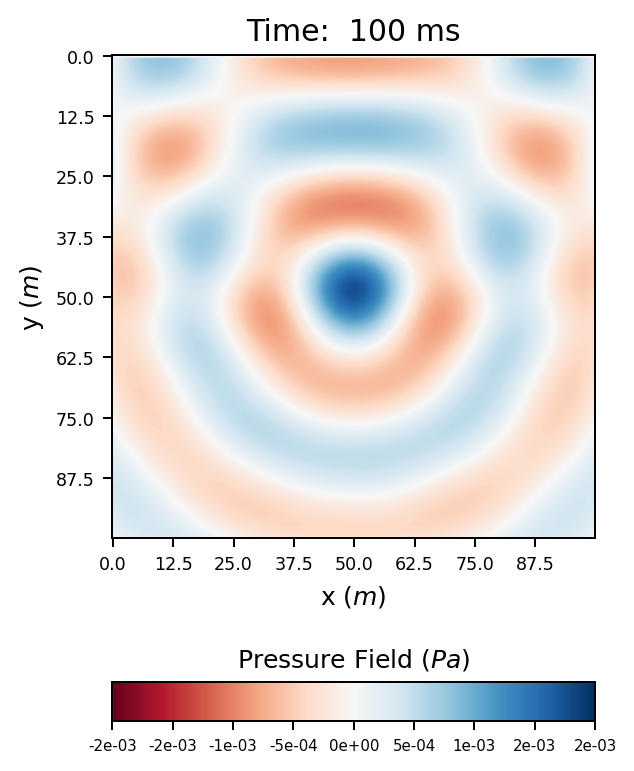 Time:  100 ms
0.0
12.5
25.0
37.5
50.0
62.5
75.0
87.5
y (m)
0.0 12.5 25.0 37.5 50.0 62.5 75.0 87.5
x (m)
Pressure Field (Pa)
-2e-03 -2e-03 -1e-03 -5e-04 0e+00 5e-04 1e-03 2e-03 2e-03